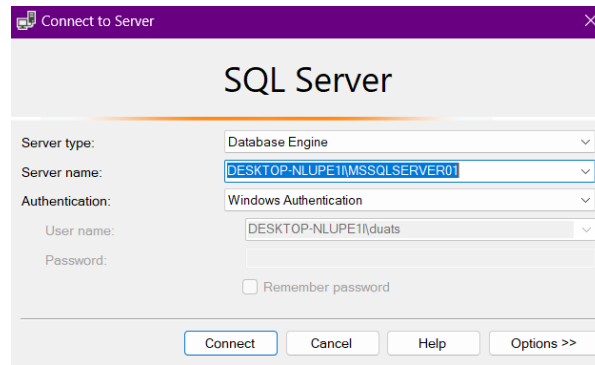 Connect to Server
SQL Server
Server type: Database Engine
Server name: DESKTOP-NLUPE1I\MSSQLSERVER01
Authentication: Windows Authentication
User name: DESKTOP-NLUPE1I\duats
Password:
Remember password
Connect Cancel Help Options >>